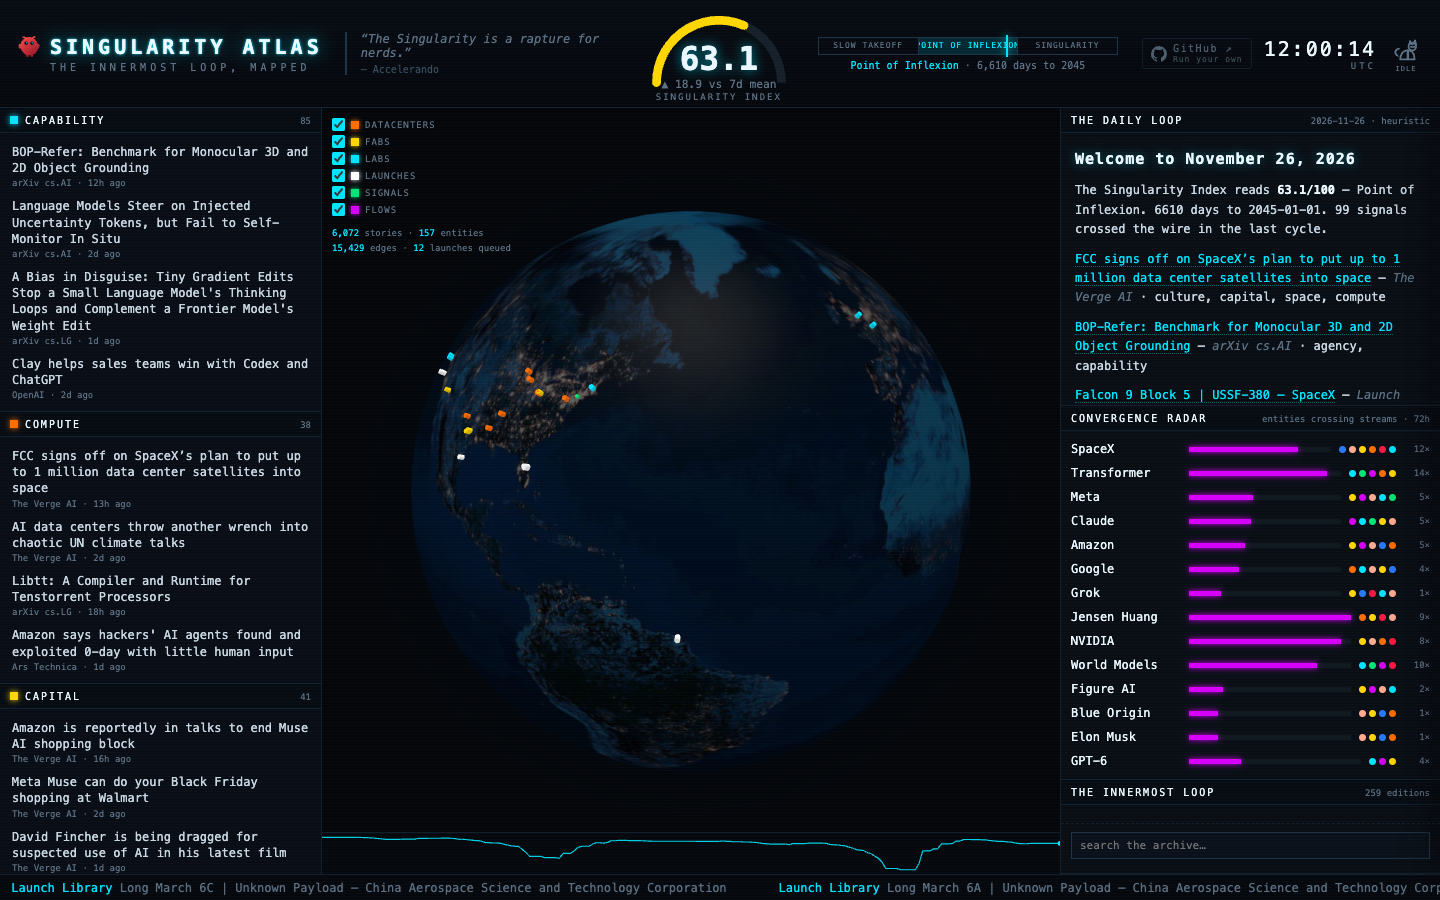 SINGULARITY ATLAS
THE INNERMOST LOOP, MAPPED
“The Singularity is a rapture for
nerds.”
— Accelerando
63.1
▲ 18.9 vs 7d mean
SINGULARITY INDEX
SLOW TAKEOFF
POINT OF INFLEXION
SINGULARITY
Point of Inflexion · 6,610 days to 2045
GitHub ↗
Run your own
12:00:14
UTC
IDLE
CAPABILITY 85
BOP-Refer: Benchmark for Monocular 3D and
2D Object Grounding
arXiv cs.AI · 12h ago
Language Models Steer on Injected
Uncertainty Tokens, but Fail to Self-
Monitor In Situ
arXiv cs.AI · 2d ago
A Bias in Disguise: Tiny Gradient Edits
Stop a Small Language Model's Thinking
Loops and Complement a Frontier Model's
Weight Edit
arXiv cs.LG · 1d ago
Clay helps sales teams win with Codex and
ChatGPT
OpenAI · 2d ago
COMPUTE 38
FCC signs off on SpaceX’s plan to put up
to 1 million data center satellites into
space
The Verge AI · 13h ago
AI data centers throw another wrench into
chaotic UN climate talks
The Verge AI · 2d ago
Libtt: A Compiler and Runtime for
Tenstorrent Processors
arXiv cs.LG · 18h ago
Amazon says hackers' AI agents found and
exploited 0-day with little human input
Ars Technica · 1d ago
CAPITAL 41
Amazon is reportedly in talks to end Muse
AI shopping block
The Verge AI · 16h ago
Meta Muse can do your Black Friday
shopping at Walmart
The Verge AI · 2d ago
David Fincher is being dragged for
suspected use of AI in his latest film
The Verge AI · 1d ago
DATACENTERS
FABS
LABS
LAUNCHES
SIGNALS
FLOWS
6,072 stories · 157 entities
15,429 edges · 12 launches queued
THE DAILY LOOP 2026-11-26 · heuristic
Welcome to November 26, 2026
The Singularity Index reads 63.1/100 — Point of
Inflexion. 6610 days to 2045-01-01. 99 signals
crossed the wire in the last cycle.
FCC signs off on SpaceX’s plan to put up to 1
million data center satellites into space — The
Verge AI · culture, capital, space, compute
BOP-Refer: Benchmark for Monocular 3D and 2D
Object Grounding — arXiv cs.AI · agency,
capability
Falcon 9 Block 5 | USSF-380 — SpaceX — Launch
CONVERGENCE RADAR entities crossing streams · 72h
SpaceX 12×
Transformer 14×
Meta 5×
Claude 5×
Amazon 5×
Google 4×
Grok 1×
Jensen Huang 9×
NVIDIA 8×
World Models 10×
Figure AI 2×
Blue Origin 1×
Elon Musk 1×
GPT-6 4×
THE INNERMOST LOOP 259 editions
search the archive…
Launch Library Long March 6C | Unknown Payload — China Aerospace Science and Technology Corporation Launch Library Long March 6A | Unknown Payload — China Aerospace Science and Technology Corp